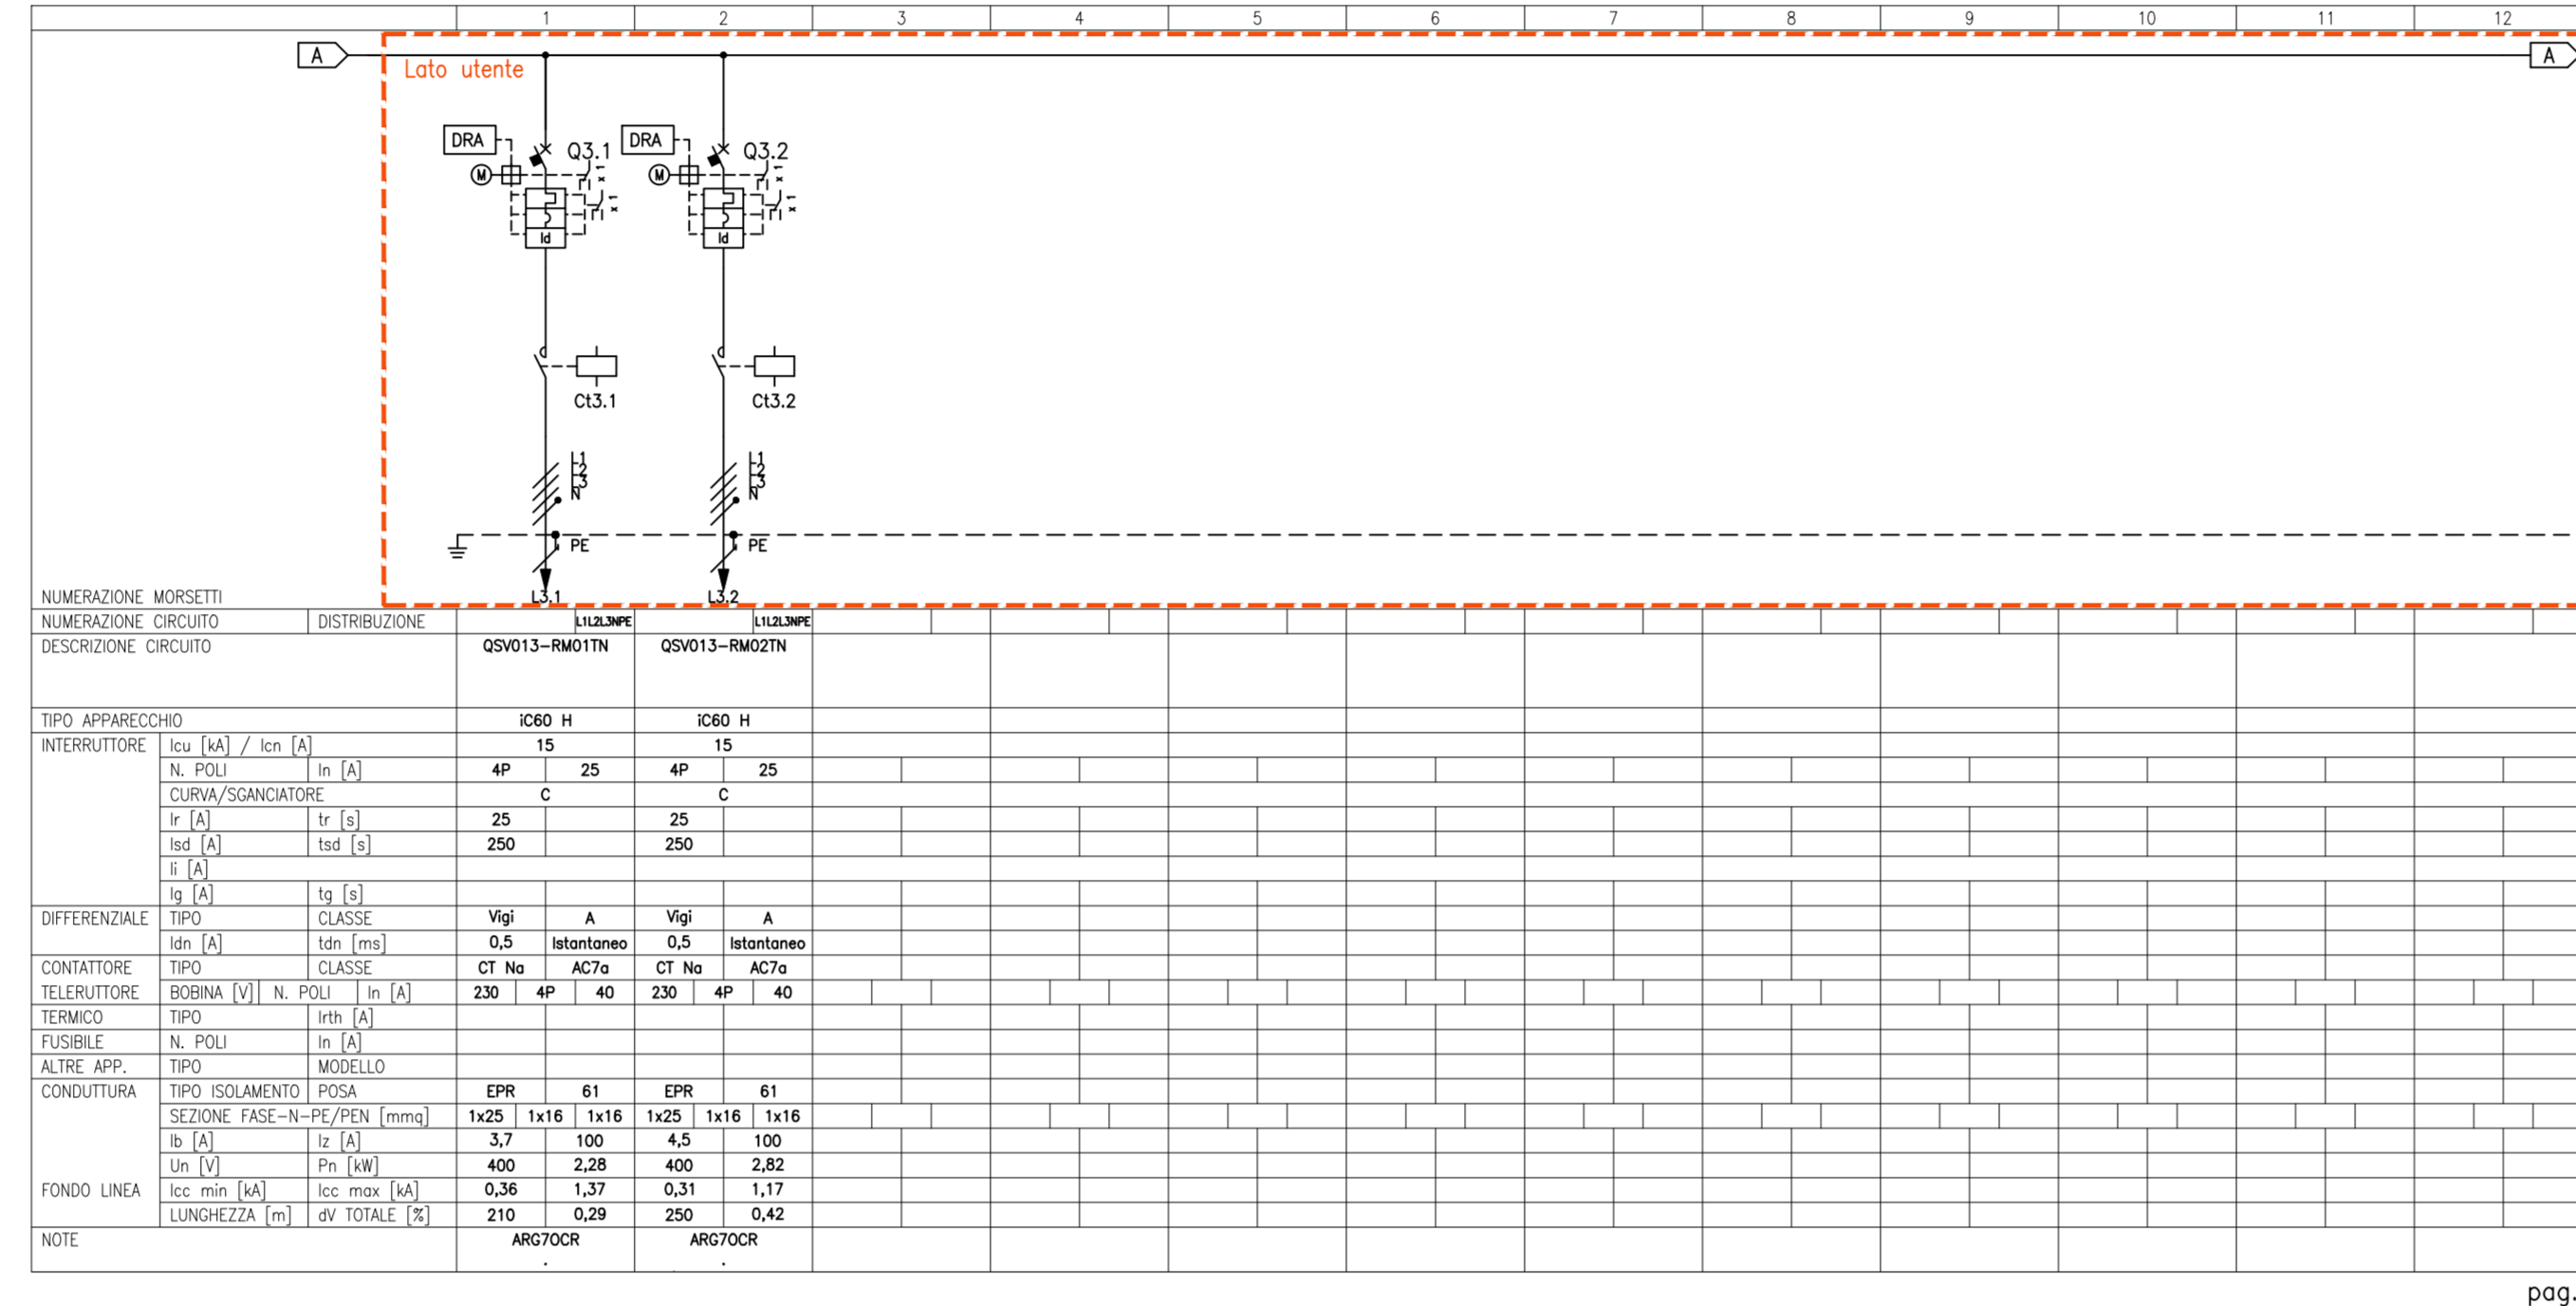 1 2 3 4 5 6 7 8 9 10 11 12
A A
Lato utente
DRA Q3.1 DRA Q3.2
M x 1 M x 1
x 1 x 1
Id Id
Ct3.1 Ct3.2
L1 L1
L2 L2
L3 L3
N N
PE PE
NUMERAZIONE MORSETTI L3.1 L3.2
NUMERAZIONE CIRCUITO DISTRIBUZIONE L1L2L3NPE L1L2L3NPE
DESCRIZIONE CIRCUITO QSV013-RM01TN QSV013-RM02TN
TIPO APPARECCHIO iC60 H iC60 H
INTERRUTTORE Icu [kA] / Icn [A] 15 15
N. POLI In [A] 4P 25 4P 25
CURVA/SGANCIATORE C C
Ir [A] tr [s] 25 25
Isd [A] tsd [s] 250 250
Ii [A]
Ig [A] tg [s]
DIFFERENZIALE TIPO CLASSE Vigi A Vigi A
Idn [A] tdn [ms] 0,5 Istantaneo 0,5 Istantaneo
CONTATTORE TIPO CLASSE CT Na AC7a CT Na AC7a
TELERUTTORE BOBINA [V] N. POLI In [A] 230 4P 40 230 4P 40
TERMICO TIPO Irth [A]
FUSIBILE N. POLI In [A]
ALTRE APP. TIPO MODELLO
CONDUTTURA TIPO ISOLAMENTO POSA EPR 61 EPR 61
SEZIONE FASE-N-PE/PEN [mmq] 1x25 1x16 1x16 1x25 1x16 1x16
Ib [A] Iz [A] 3,7 100 4,5 100
Un [V] Pn [kW] 400 2,28 400 2,82
FONDO LINEA Icc min [kA] Icc max [kA] 0,36 1,37 0,31 1,17
LUNGHEZZA [m] dV TOTALE [%] 210 0,29 250 0,42
NOTE ARG7OCR ARG7OCR
. .
pag.